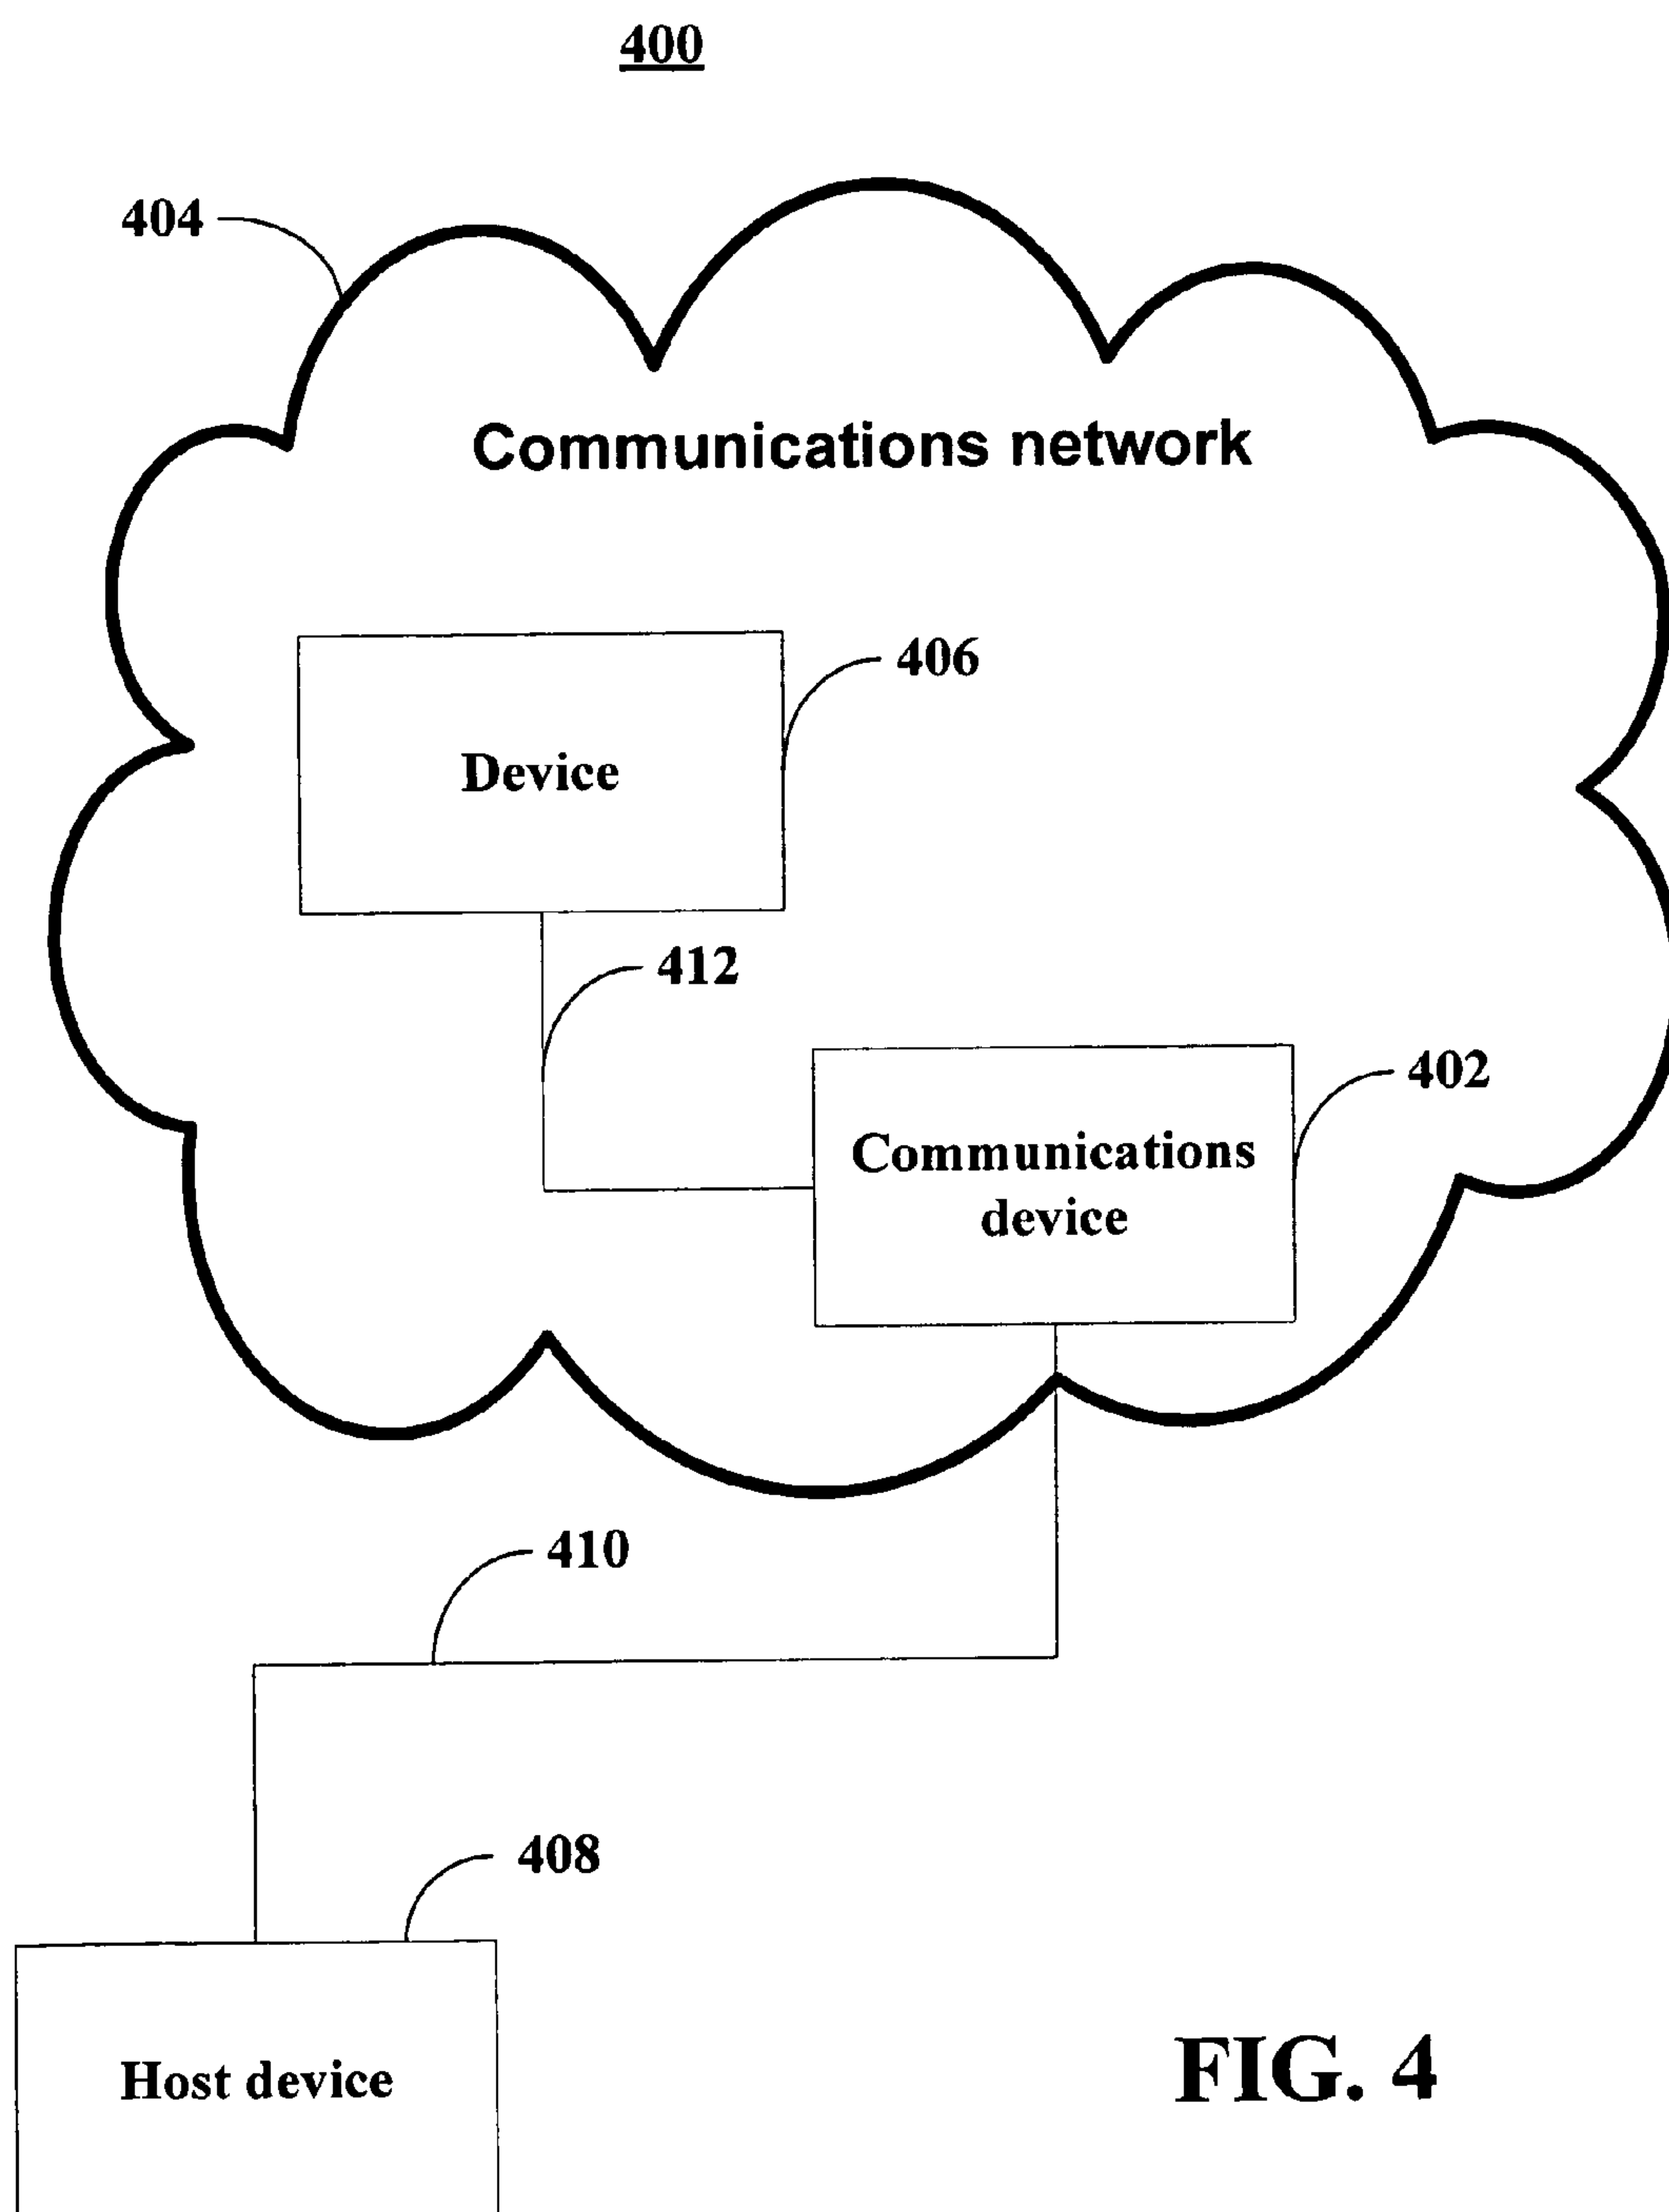 400
404
Communications network
406
Device
412
402
Communications
device
410
408
Host device
FIG. 4